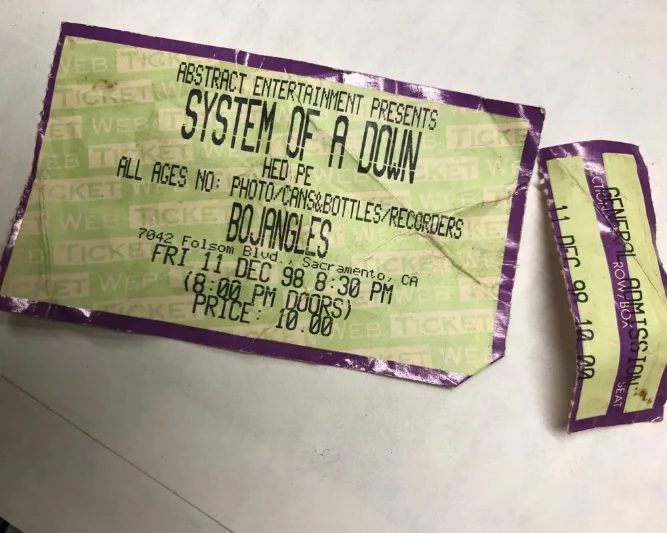 ABSTRACT ENTERTAINMENT PRESENTS
SYSTEM OF A DOWN
HED PE
ALL AGES NO: PHOTO/CANS&BOTTLES/RECORDERS
BOJANGLES
7042 Folsom Blvd., Sacramento, CA
FRI 11 DEC 98 8:30 PM
(8:00 PM DOORS)
PRICE: 10.00
GENERAL ADMISSION
ROW/BOX SEAT
11 DEC 98 10.00
WEB TICKET